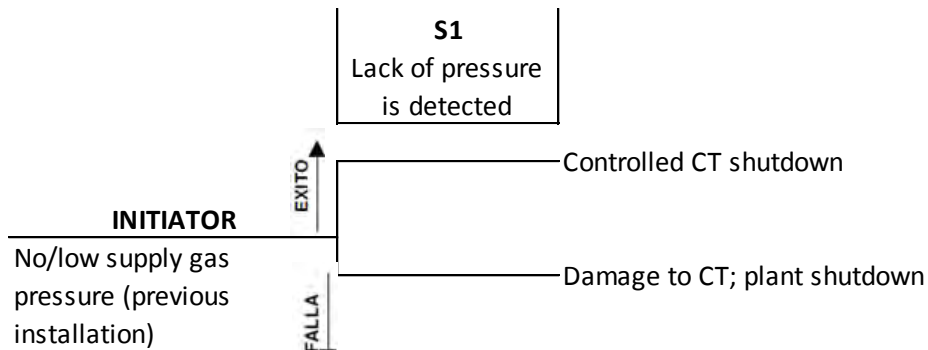 S1
Lack of pressure
is detected
EXITO
Controlled CT shutdown
INITIATOR
No/low supply gas
pressure (previous
installation)
Damage to CT; plant shutdown
FALLA